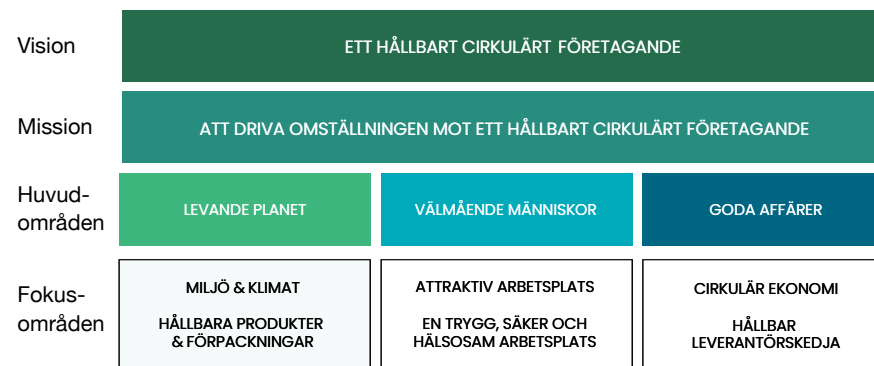 Vision
ETT HÅLLBART CIRKULÄRT FÖRETAGANDE
Mission
ATT DRIVA OMSTÄLLNINGEN MOT ETT HÅLLBART CIRKULÄRT FÖRETAGANDE
Huvud-
områden
LEVANDE PLANET
VÄLMÅENDE MÄNNISKOR
GODA AFFÄRER
Fokus-
områden
MILJÖ & KLIMAT
HÅLLBARA PRODUKTER
& FÖRPACKNINGAR
ATTRAKTIV ARBETSPLATS
EN TRYGG, SÄKER OCH
HÄLSOSAM ARBETSPLATS
CIRKULÄR EKONOMI
HÅLLBAR
LEVERANTÖRSKEDJA